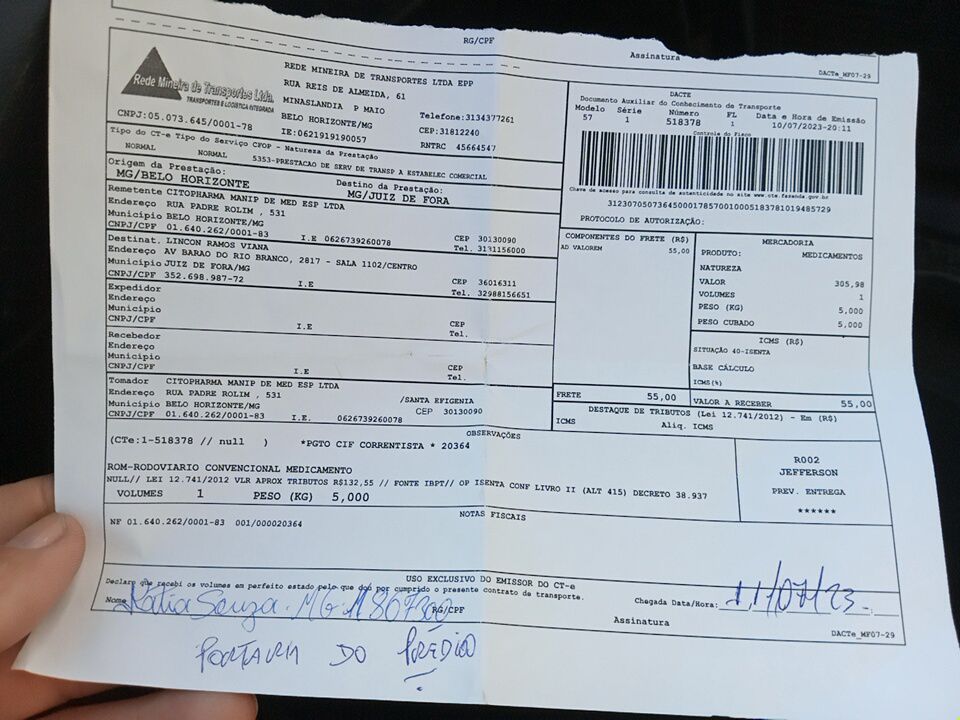 RG/CPF
Assinatura
DACTe_MF07-29
Rede Mineira de Transportes Ltda.
TRANSPORTES E LOGÍSTICA INTEGRADA
CNPJ:05.073.645/0001-78
REDE MINEIRA DE TRANSPORTES LTDA EPP
RUA REIS DE ALMEIDA, 61
MINASLANDIA P MAIO
BELO HORIZONTE/MG
IE:0621919190057
Telefone:3134377261
CEP:31812240
RNTRC 45664547
DACTE
Documento Auxiliar do Conhecimento de Transporte
Modelo Série Número FL Data e Hora de Emissão
57 1 518378 1 10/07/2023-20:11
Controle do Fisco
Chave de acesso para consulta de autenticidade no site www.cte.fazenda.gov.br
31230705073645000178570010005183781019485729
PROTOCOLO DE AUTORIZAÇÃO:
Tipo do CT-e Tipo do Serviço CFOP - Natureza da Prestação
NORMAL NORMAL 5353-PRESTACAO DE SERV DE TRANSP A ESTABELEC COMERCIAL
Origem da Prestação: Destino da Prestação:
MG/BELO HORIZONTE MG/JUIZ DE FORA
Remetente CITOPHARMA MANIP DE MED ESP LTDA
Endereço RUA PADRE ROLIM , 531
Municipio BELO HORIZONTE/MG CEP 30130090
CNPJ/CPF 01.640.262/0001-83 I.E 0626739260078 Tel. 3131156000
Destinat. LINCON RAMOS VIANA
Endereço AV BARAO DO RIO BRANCO, 2817 - SALA 1102/CENTRO
Municipio JUIZ DE FORA/MG CEP 36016311
CNPJ/CPF 352.698.987-72 I.E Tel. 32988156651
Expedidor
Endereço
Municipio CEP
CNPJ/CPF I.E Tel.
Recebedor
Endereço
Municipio CEP
CNPJ/CPF I.E Tel.
Tomador CITOPHARMA MANIP DE MED ESP LTDA
Endereço RUA PADRE ROLIM , 531 /SANTA EFIGENIA
Municipio BELO HORIZONTE/MG CEP 30130090
CNPJ/CPF 01.640.262/0001-83 I.E. 0626739260078
COMPONENTES DO FRETE (R$)
AD VALOREM 55,00
FRETE 55,00
MERCADORIA
PRODUTO: MEDICAMENTOS
NATUREZA
VALOR 305,98
VOLUMES 1
PESO (KG) 5,000
PESO CUBADO 5,000
ICMS (R$)
SITUAÇÃO 40-ISENTA
BASE CÁLCULO
ICMS(%)
VALOR A RECEBER 55,00
DESTAQUE DE TRIBUTOS (Lei 12.741/2012) - Em (R$)
ICMS Aliq. ICMS
OBSERVAÇÕES
(CTe:1-518378 // null ) *PGTO CIF CORRENTISTA * 20364
ROM-RODOVIARIO CONVENCIONAL MEDICAMENTO
NULL// LEI 12.741/2012 VLR APROX TRIBUTOS R$132,55 // FONTE IBPT// OP ISENTA CONF LIVRO II (ALT 415) DECRETO 38.937
VOLUMES 1 PESO (KG) 5,000
R002
JEFFERSON
PREV. ENTREGA
******
NOTAS FISCAIS
NF 01.640.262/0001-83 001/000020364
USO EXCLUSIVO DO EMISSOR DO CT-e
Declaro que recebi os volumes em perfeito estado pelo que dou por cumprido o presente contrato de transporte.
Nome Katia Souza. MG RG/CPF
Chegada Data/Hora: 11/07/23
Assinatura
DACTe_MF07-29
PORTARIA DO PREDIO